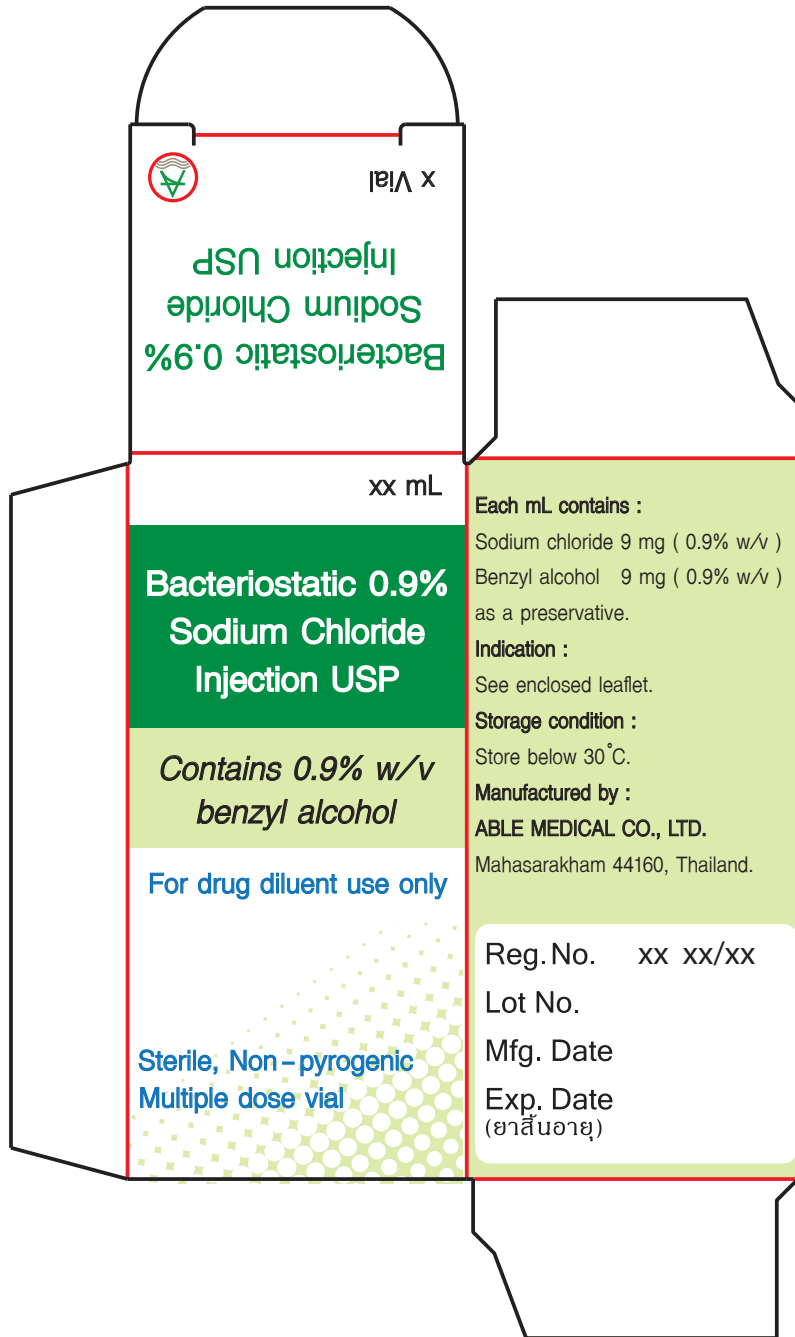 x Vial
Bacteriostatic 0.9%
Sodium Chloride
Injection USP
xx mL
Bacteriostatic 0.9%
Sodium Chloride
Injection USP
Contains 0.9% w/v
benzyl alcohol
For drug diluent use only
Sterile, Non-pyrogenic
Multiple dose vial
Each mL contains :
Sodium chloride 9 mg ( 0.9% w/v )
Benzyl alcohol 9 mg ( 0.9% w/v )
as a preservative.
Indication :
See enclosed leaflet.
Storage condition :
Store below 30°C.
Manufactured by :
ABLE MEDICAL CO., LTD.
Mahasarakham 44160, Thailand.
Reg. No. xx xx/xx
Lot No.
Mfg. Date
Exp. Date
(ยาสิ้นอายุ)